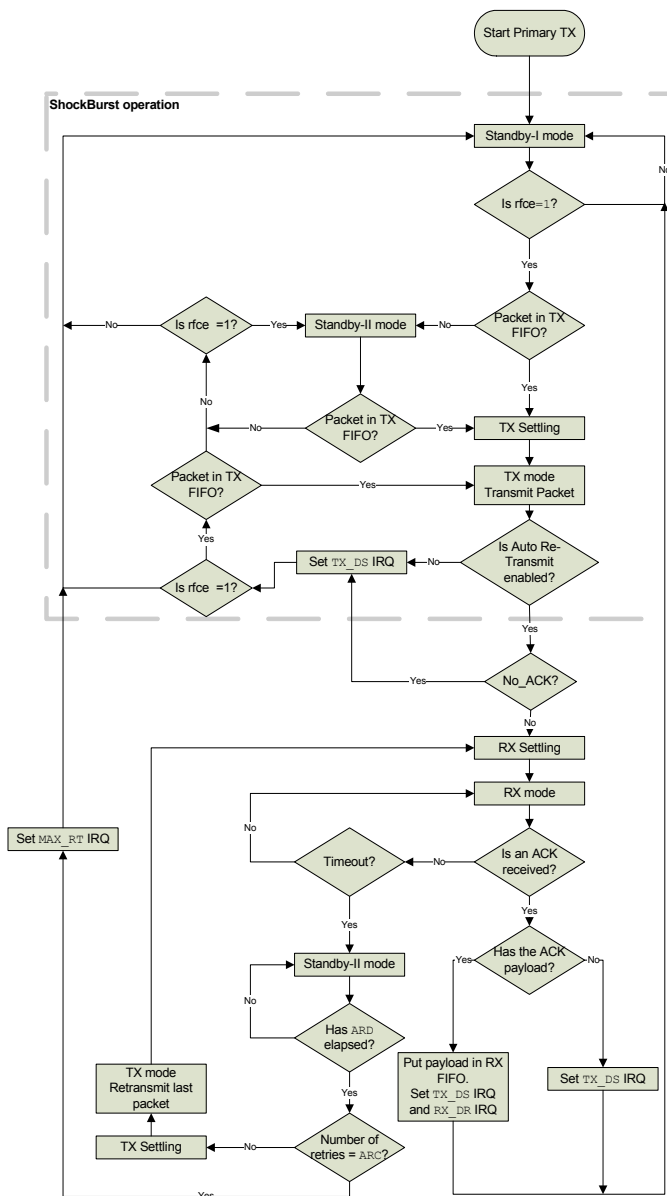 Start Primary TX
ShockBurst operation
Standby-I mode
No
Is rfce=1?
Yes
No
Is rfce =1?
Yes
Standby-II mode
No
Packet in TX
FIFO?
No
Yes
No
Packet in TX
FIFO?
Yes
TX Settling
Packet in TX
FIFO?
Yes
TX mode
Transmit Packet
Yes
Is rfce =1?
Set TX_DS IRQ
No
Is Auto Re-
Transmit
enabled?
Yes
Yes
No_ACK?
No
RX Settling
RX mode
No
Set MAX_RT IRQ
Timeout?
No
Is an ACK
received?
Yes
Yes
Standby-II mode
Yes
Has the ACK
payload?
No
No
Has ARD
elapsed?
TX mode
Retransmit last
packet
Put payload in RX
FIFO.
Set TX_DS IRQ
and RX_DR IRQ
Set TX_DS IRQ
Yes
TX Settling
No
Number of
retries = ARC?
Yes